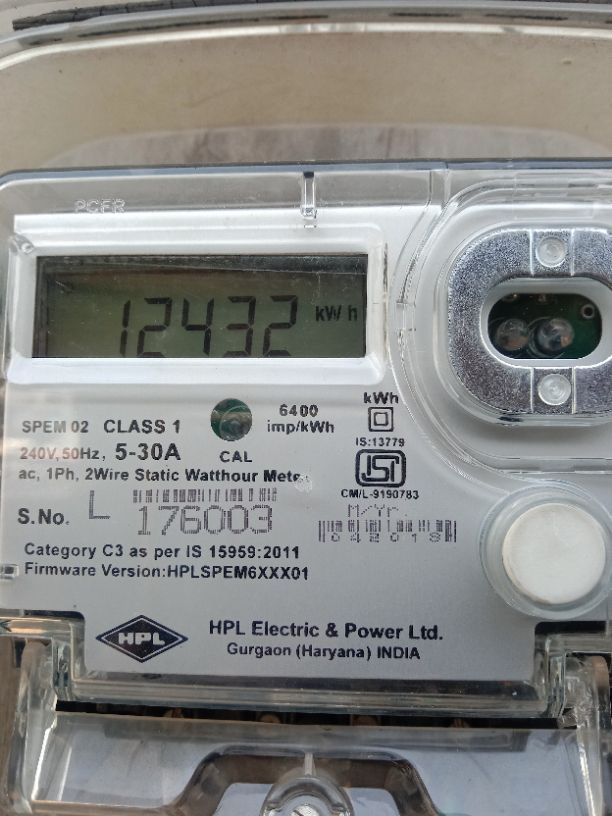 PCFR
12432 kWh
SPEM 02 CLASS 1
240V, 50Hz, 5-30A
ac, 1Ph, 2Wire Static Watthour Meter
CAL
6400
imp/kWh
kWh
IS:13779
ISI
CM/L-9190783
S.No. L 176003
M/Yr.
042018
Category C3 as per IS 15959:2011
Firmware Version:HPLSPEM6XXX01
HPL
HPL Electric & Power Ltd.
Gurgaon (Haryana) INDIA